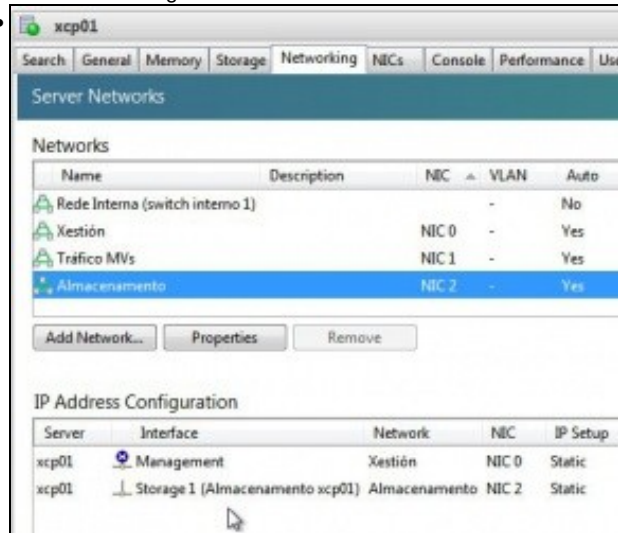 xcp01
Search General Memory Storage Networking NICs Console Performance
Server Networks
Networks
Name Description NIC VLAN Auto
Rede Interna (switch interno 1) - No
Xestión NIC 0 - Yes
Tráfico MVs NIC 1 - Yes
Almacenamento NIC 2 - Yes
Add Network... Properties Remove
IP Address Configuration
Server Interface Network NIC IP Setup
xcp01 Management Xestión NIC 0 Static
xcp01 Storage 1 (Almacenamento xcp01) Almacenamento NIC 2 Static